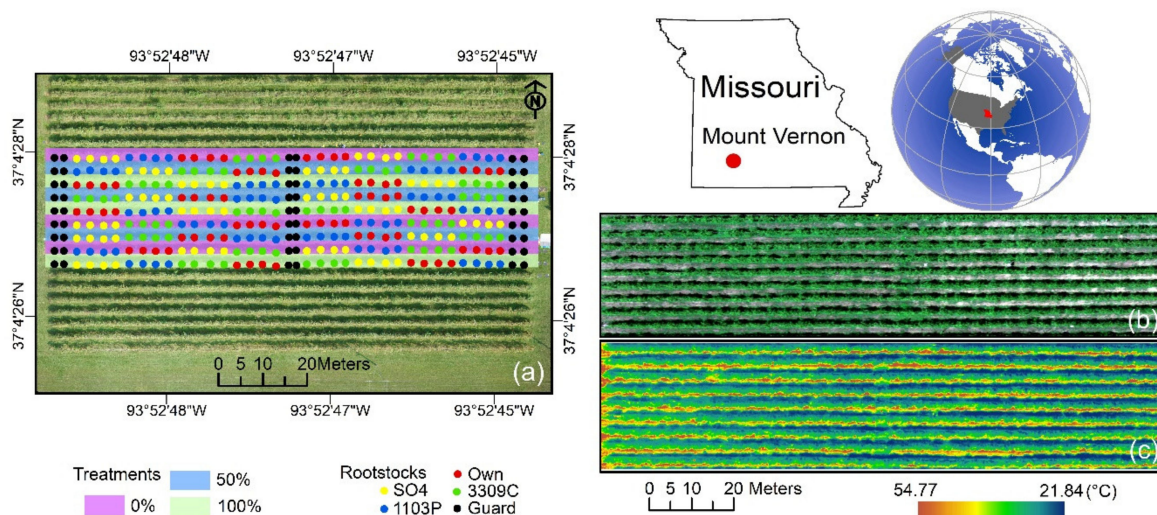 93°52'48"W 93°52'47"W 93°52'45"W
N
37°4'28"N
37°4'28"N
37°4'26"N
37°4'26"N
0 5 10 20 Meters
(a)
93°52'48"W 93°52'47"W 93°52'45"W
Treatments
50%
0%
100%
Rootstocks
Own
SO4
3309C
1103P
Guard
Missouri
Mount Vernon
(b)
(c)
0 5 10 20 Meters
54.77 21.84 (°C)